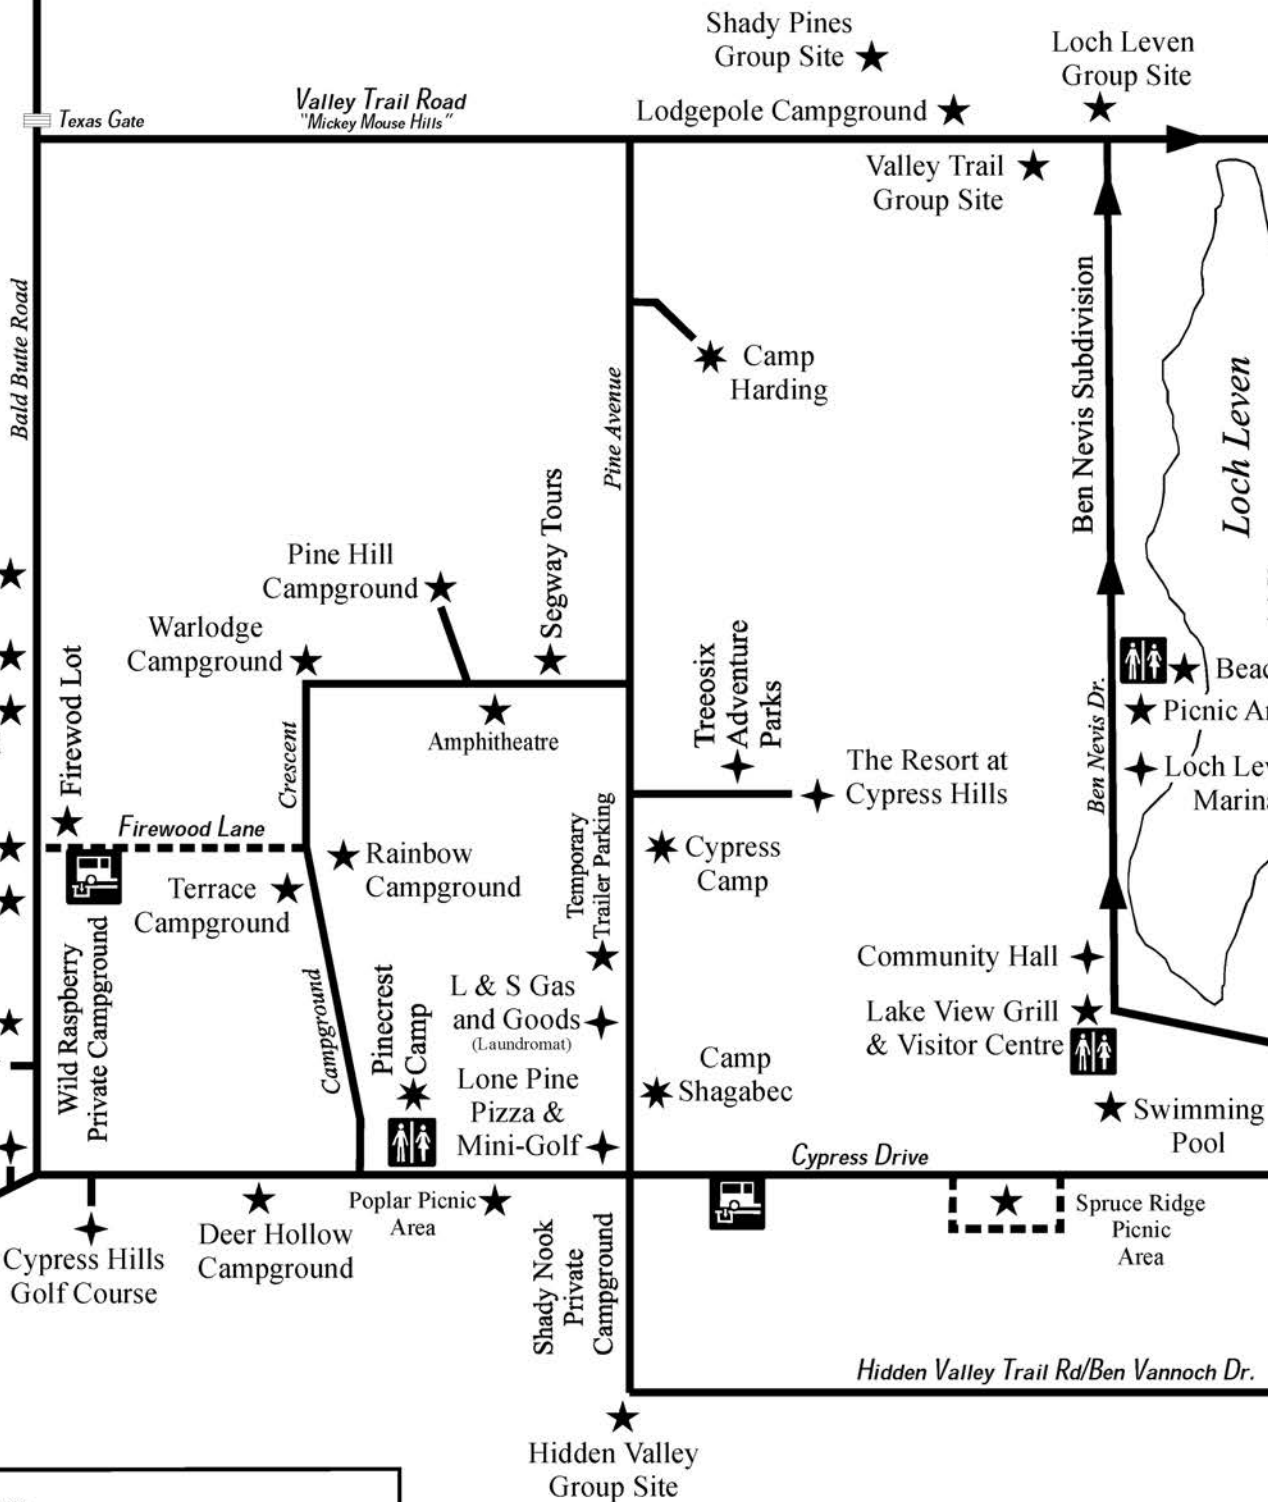 Shady Pines
Group Site
Loch Leven
Group Site
Valley Trail Road
"Mickey Mouse Hills"
Texas Gate
Lodgepole Campground
Valley Trail
Group Site
Bald Butte Road
Pine Avenue
Camp
Harding
Ben Nevis Subdivision
Loch Leven
Pine Hill
Campground
Segway Tours
Warlodge
Campground
Firewod Lot
Amphitheatre
Crescent
Treeosix
Adventure
Parks
The Resort at
Cypress Hills
Ben Nevis Dr.
Beac
Picnic Ar
Loch Lev
Marina
Firewood Lane
Temporary
Trailer Parking
Rainbow
Campground
Cypress
Camp
Terrace
Campground
Wild Raspberry
Private Campground
Campground
Pinecrest
Camp
L & S Gas
and Goods
(Laundromat)
Community Hall
Lake View Grill
& Visitor Centre
Camp
Shagabec
Lone Pine
Pizza &
Mini-Golf
Swimming
Pool
Cypress Drive
Cypress Hills
Golf Course
Deer Hollow
Campground
Poplar Picnic
Area
Shady Nook
Private
Campground
Spruce Ridge
Picnic
Area
Hidden Valley Trail Rd/Ben Vannoch Dr.
Hidden Valley
Group Site